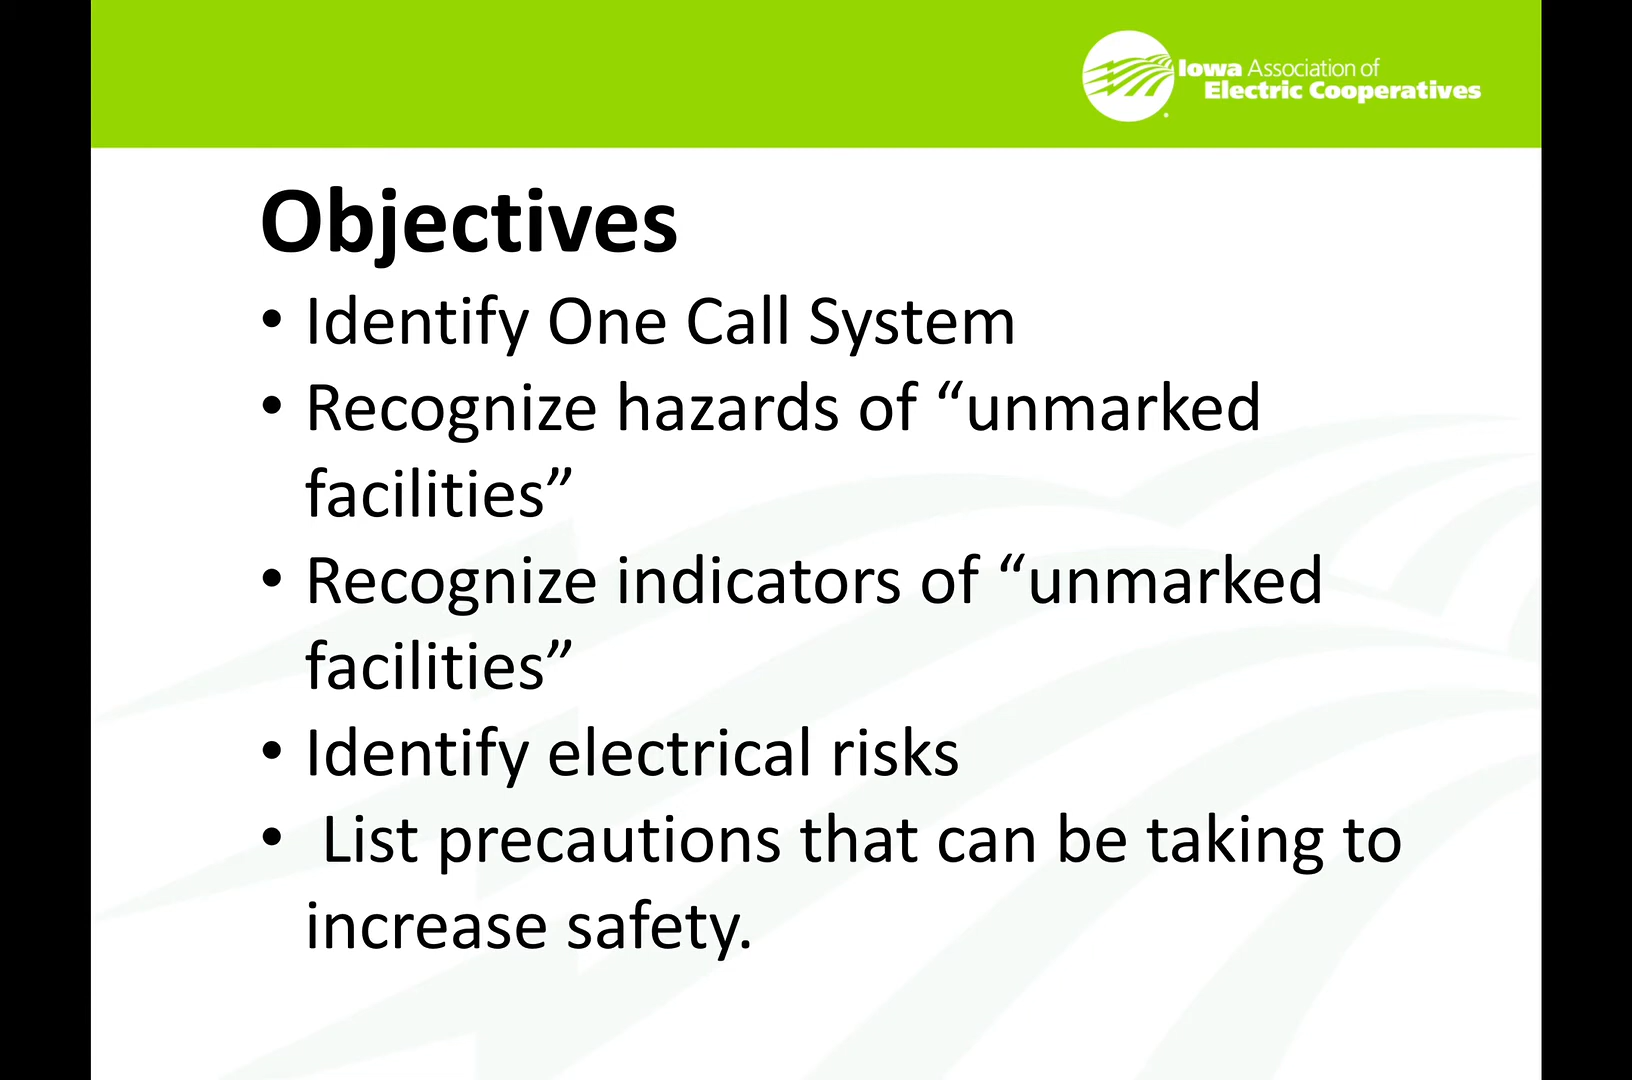 Iowa Association of
Electric Cooperatives
Objectives
• Identify One Call System
• Recognize hazards of “unmarked
facilities”
• Recognize indicators of “unmarked
facilities”
• Identify electrical risks
• List precautions that can be taking to
increase safety.